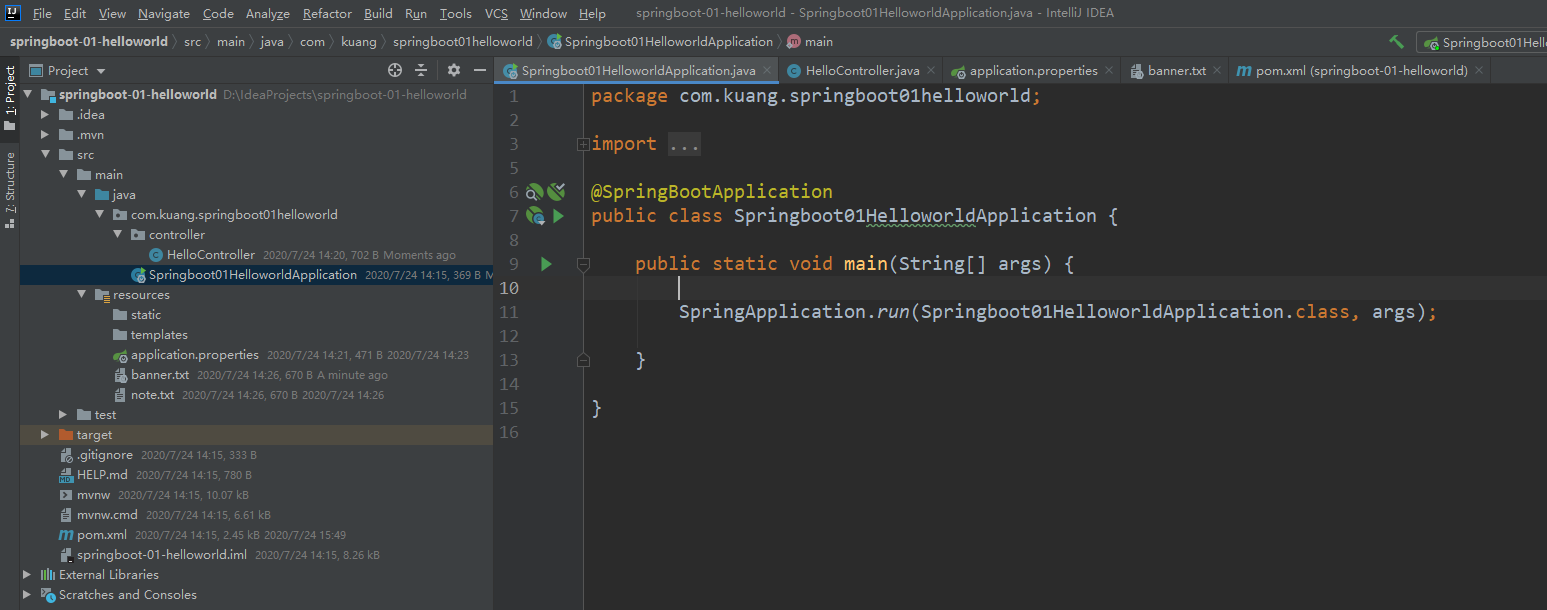 File Edit View Navigate Code Analyze Refactor Build Run Tools VCS Window Help springboot-01-helloworld - Springboot01HelloworldApplication.java - IntelliJ IDEA
springboot-01-helloworld src main java com kuang springboot01helloworld Springboot01HelloworldApplication main Springboot01Hell
1: Project
7: Structure
Project
springboot-01-helloworld D:\IdeaProjects\springboot-01-helloworld
.idea
.mvn
src
main
java
com.kuang.springboot01helloworld
controller
HelloController 2020/7/24 14:20, 702 B Moments ago
Springboot01HelloworldApplication 2020/7/24 14:15, 369 B M
resources
static
templates
application.properties 2020/7/24 14:21, 471 B 2020/7/24 14:23
banner.txt 2020/7/24 14:26, 670 B A minute ago
note.txt 2020/7/24 14:26, 670 B 2020/7/24 14:26
test
target
.gitignore 2020/7/24 14:15, 333 B
HELP.md 2020/7/24 14:15, 780 B
mvnw 2020/7/24 14:15, 10.07 kB
mvnw.cmd 2020/7/24 14:15, 6.61 kB
pom.xml 2020/7/24 14:15, 2.45 kB 2020/7/24 15:49
springboot-01-helloworld.iml 2020/7/24 14:15, 8.26 kB
External Libraries
Scratches and Consoles
Springboot01HelloworldApplication.java HelloController.java application.properties banner.txt pom.xml (springboot-01-helloworld)
1 package com.kuang.springboot01helloworld;
2
3 import ...
5
6 @SpringBootApplication
7 public class Springboot01HelloworldApplication {
8
9 public static void main(String[] args) {
10
11 SpringApplication.run(Springboot01HelloworldApplication.class, args);
12
13 }
14
15 }
16